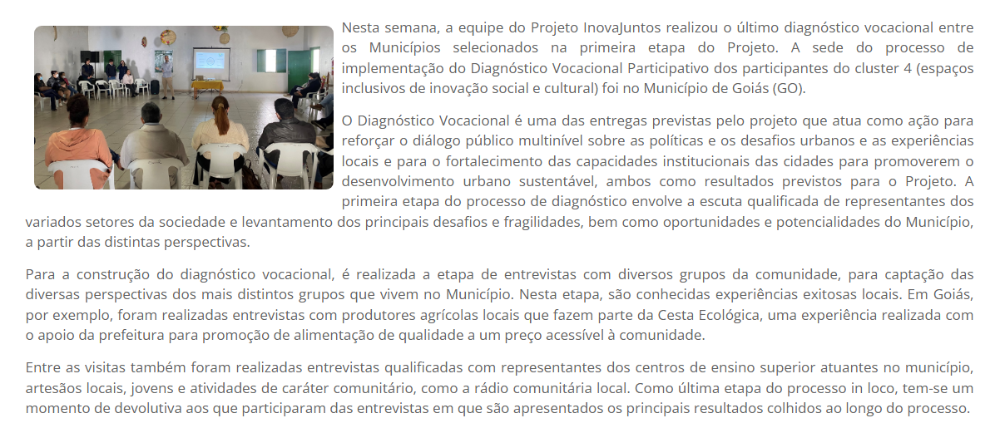 Nesta semana, a equipe do Projeto InovaJuntos realizou o último diagnóstico vocacional entre
os Municípios selecionados na primeira etapa do Projeto. A sede do processo de
implementação do Diagnóstico Vocacional Participativo dos participantes do cluster 4 (espaços
inclusivos de inovação social e cultural) foi no Município de Goiás (GO).
O Diagnóstico Vocacional é uma das entregas previstas pelo projeto que atua como ação para
reforçar o diálogo público multinível sobre as políticas e os desafios urbanos e as experiências
locais e para o fortalecimento das capacidades institucionais das cidades para promoverem o
desenvolvimento urbano sustentável, ambos como resultados previstos para o Projeto. A
primeira etapa do processo de diagnóstico envolve a escuta qualificada de representantes dos
variados setores da sociedade e levantamento dos principais desafios e fragilidades, bem como oportunidades e potencialidades do Município,
a partir das distintas perspectivas.
Para a construção do diagnóstico vocacional, é realizada a etapa de entrevistas com diversos grupos da comunidade, para captação das
diversas perspectivas dos mais distintos grupos que vivem no Município. Nesta etapa, são conhecidas experiências exitosas locais. Em Goiás,
por exemplo, foram realizadas entrevistas com produtores agrícolas locais que fazem parte da Cesta Ecológica, uma experiência realizada com
o apoio da prefeitura para promoção de alimentação de qualidade a um preço acessível à comunidade.
Entre as visitas também foram realizadas entrevistas qualificadas com representantes dos centros de ensino superior atuantes no município,
artesãos locais, jovens e atividades de caráter comunitário, como a rádio comunitária local. Como última etapa do processo in loco, tem-se um
momento de devolutiva aos que participaram das entrevistas em que são apresentados os principais resultados colhidos ao longo do processo.